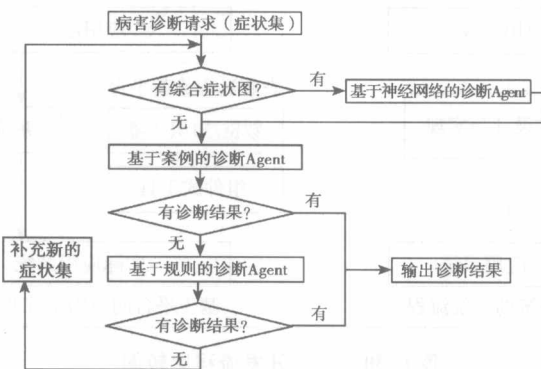 病害诊断请求（症状集）
有综合症状图?
有
基于神经网络的诊断Agent
无
基于案例的诊断Agent
有诊断结果?
有
无
补充新的
症状集
基于规则的诊断Agent
输出诊断结果
有诊断结果?
有
无